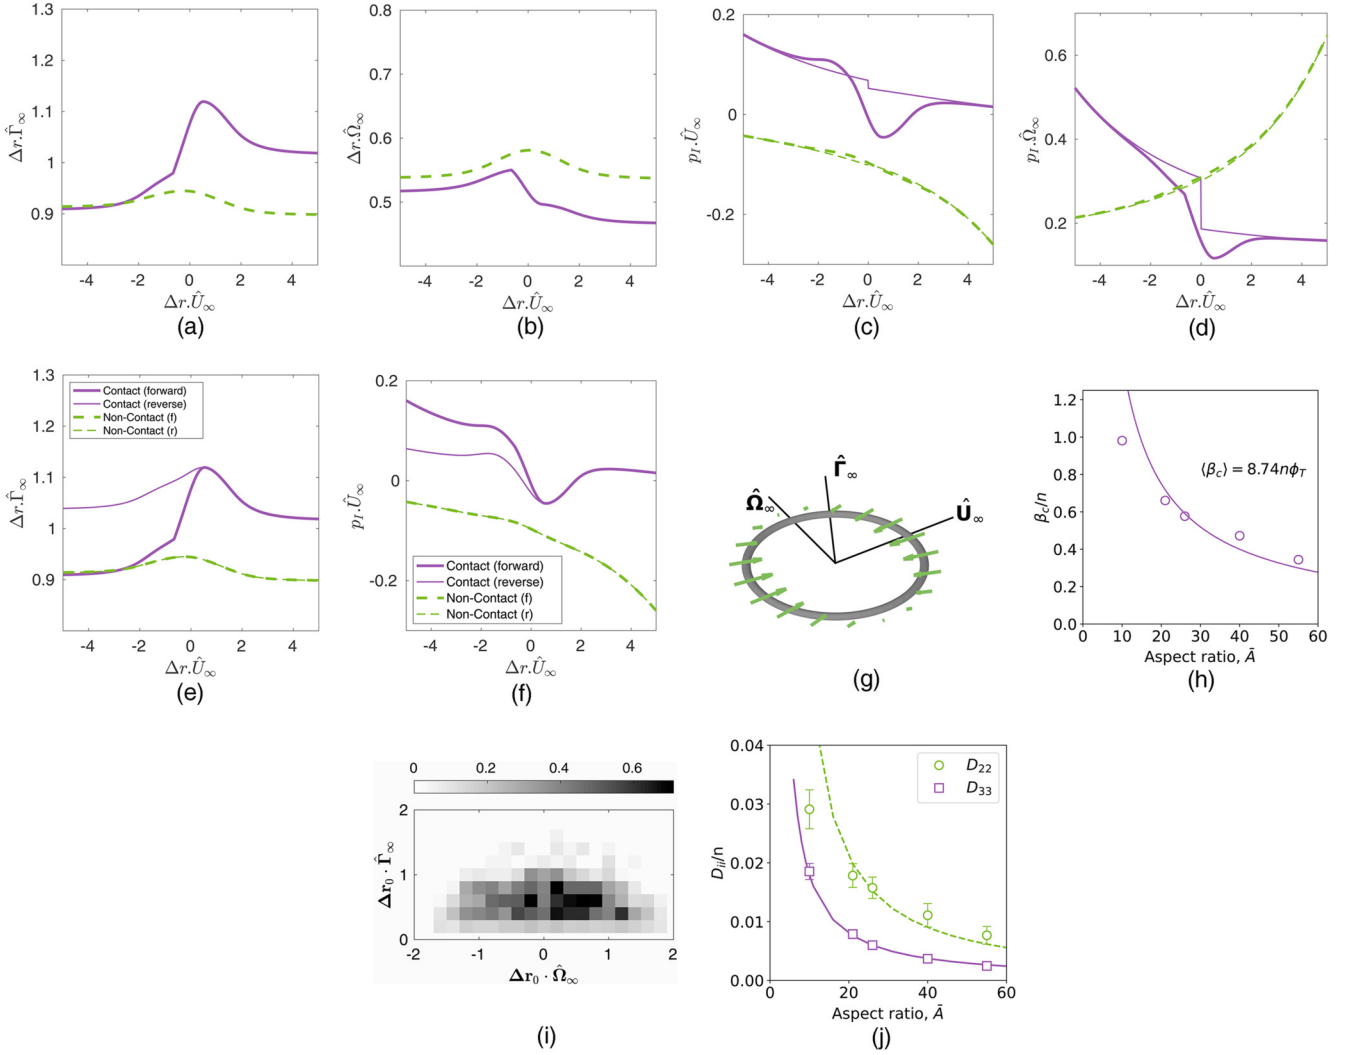 1.3
1.2
1.1
1
0.9
Δr.Γ̂∞
-4 -2 0 2 4
Δr.Û∞
(a)
0.8
0.7
0.6
0.5
Δr.Ω̂∞
-4 -2 0 2 4
Δr.Û∞
(b)
0.2
0
-0.2
p_I.Û∞
-4 -2 0 2 4
Δr.Û∞
(c)
0.6
0.4
0.2
p_I.Ω̂∞
-4 -2 0 2 4
Δr.Û∞
(d)
1.3
1.2
1.1
1
0.9
Δr.Γ̂∞
Contact (forward)
Contact (reverse)
Non-Contact (f)
Non-Contact (r)
-4 -2 0 2 4
Δr.Û∞
(e)
0.2
0
-0.2
p_I.Û∞
Contact (forward)
Contact (reverse)
Non-Contact (f)
Non-Contact (r)
-4 -2 0 2 4
Δr.Û∞
(f)
Γ̂∞
Ω̂∞
Û∞
(g)
1.2
1.0
0.8
0.6
0.4
0.2
0.0
β_c/n
⟨β_c⟩ = 8.74nϕ_T
0 10 20 30 40 50 60
Aspect ratio, Ā
(h)
0 0.2 0.4 0.6
2
1
0
Δr₀ · Γ̂∞
-2 -1 0 1 2
Δr₀ · Ω̂∞
(i)
0.04
0.03
0.02
0.01
0.00
D_ii/n
D₂₂
D₃₃
0 20 40 60
Aspect ratio, Ā
(j)